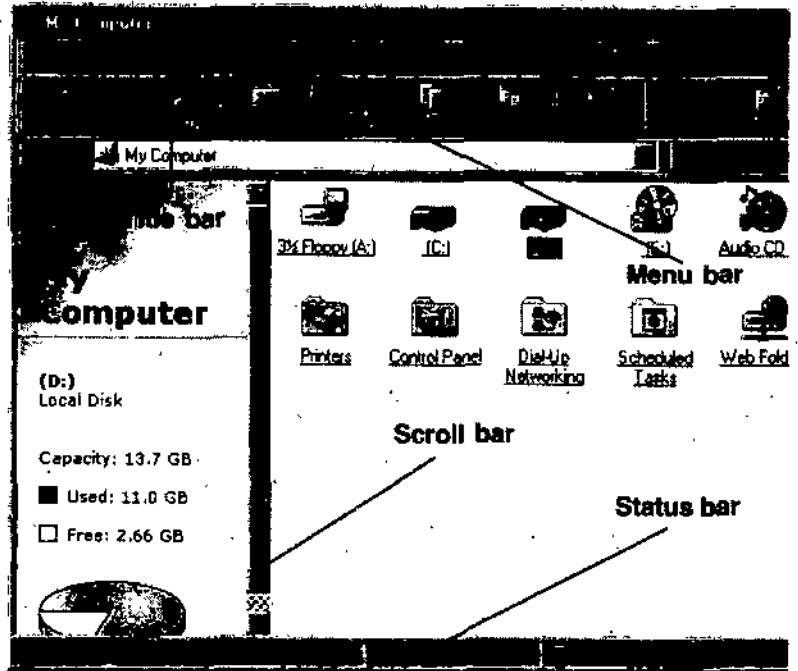 My Computer
bar
3½ Floppy (A:) (C:) Audio CD
Menu bar
Computer
Printers Control Panel Dial-Up Networking Scheduled Tasks Web Fold
(D:)
Local Disk
Scroll bar
Capacity: 13.7 GB
Used: 11.0 GB
Status bar
Free: 2.66 GB